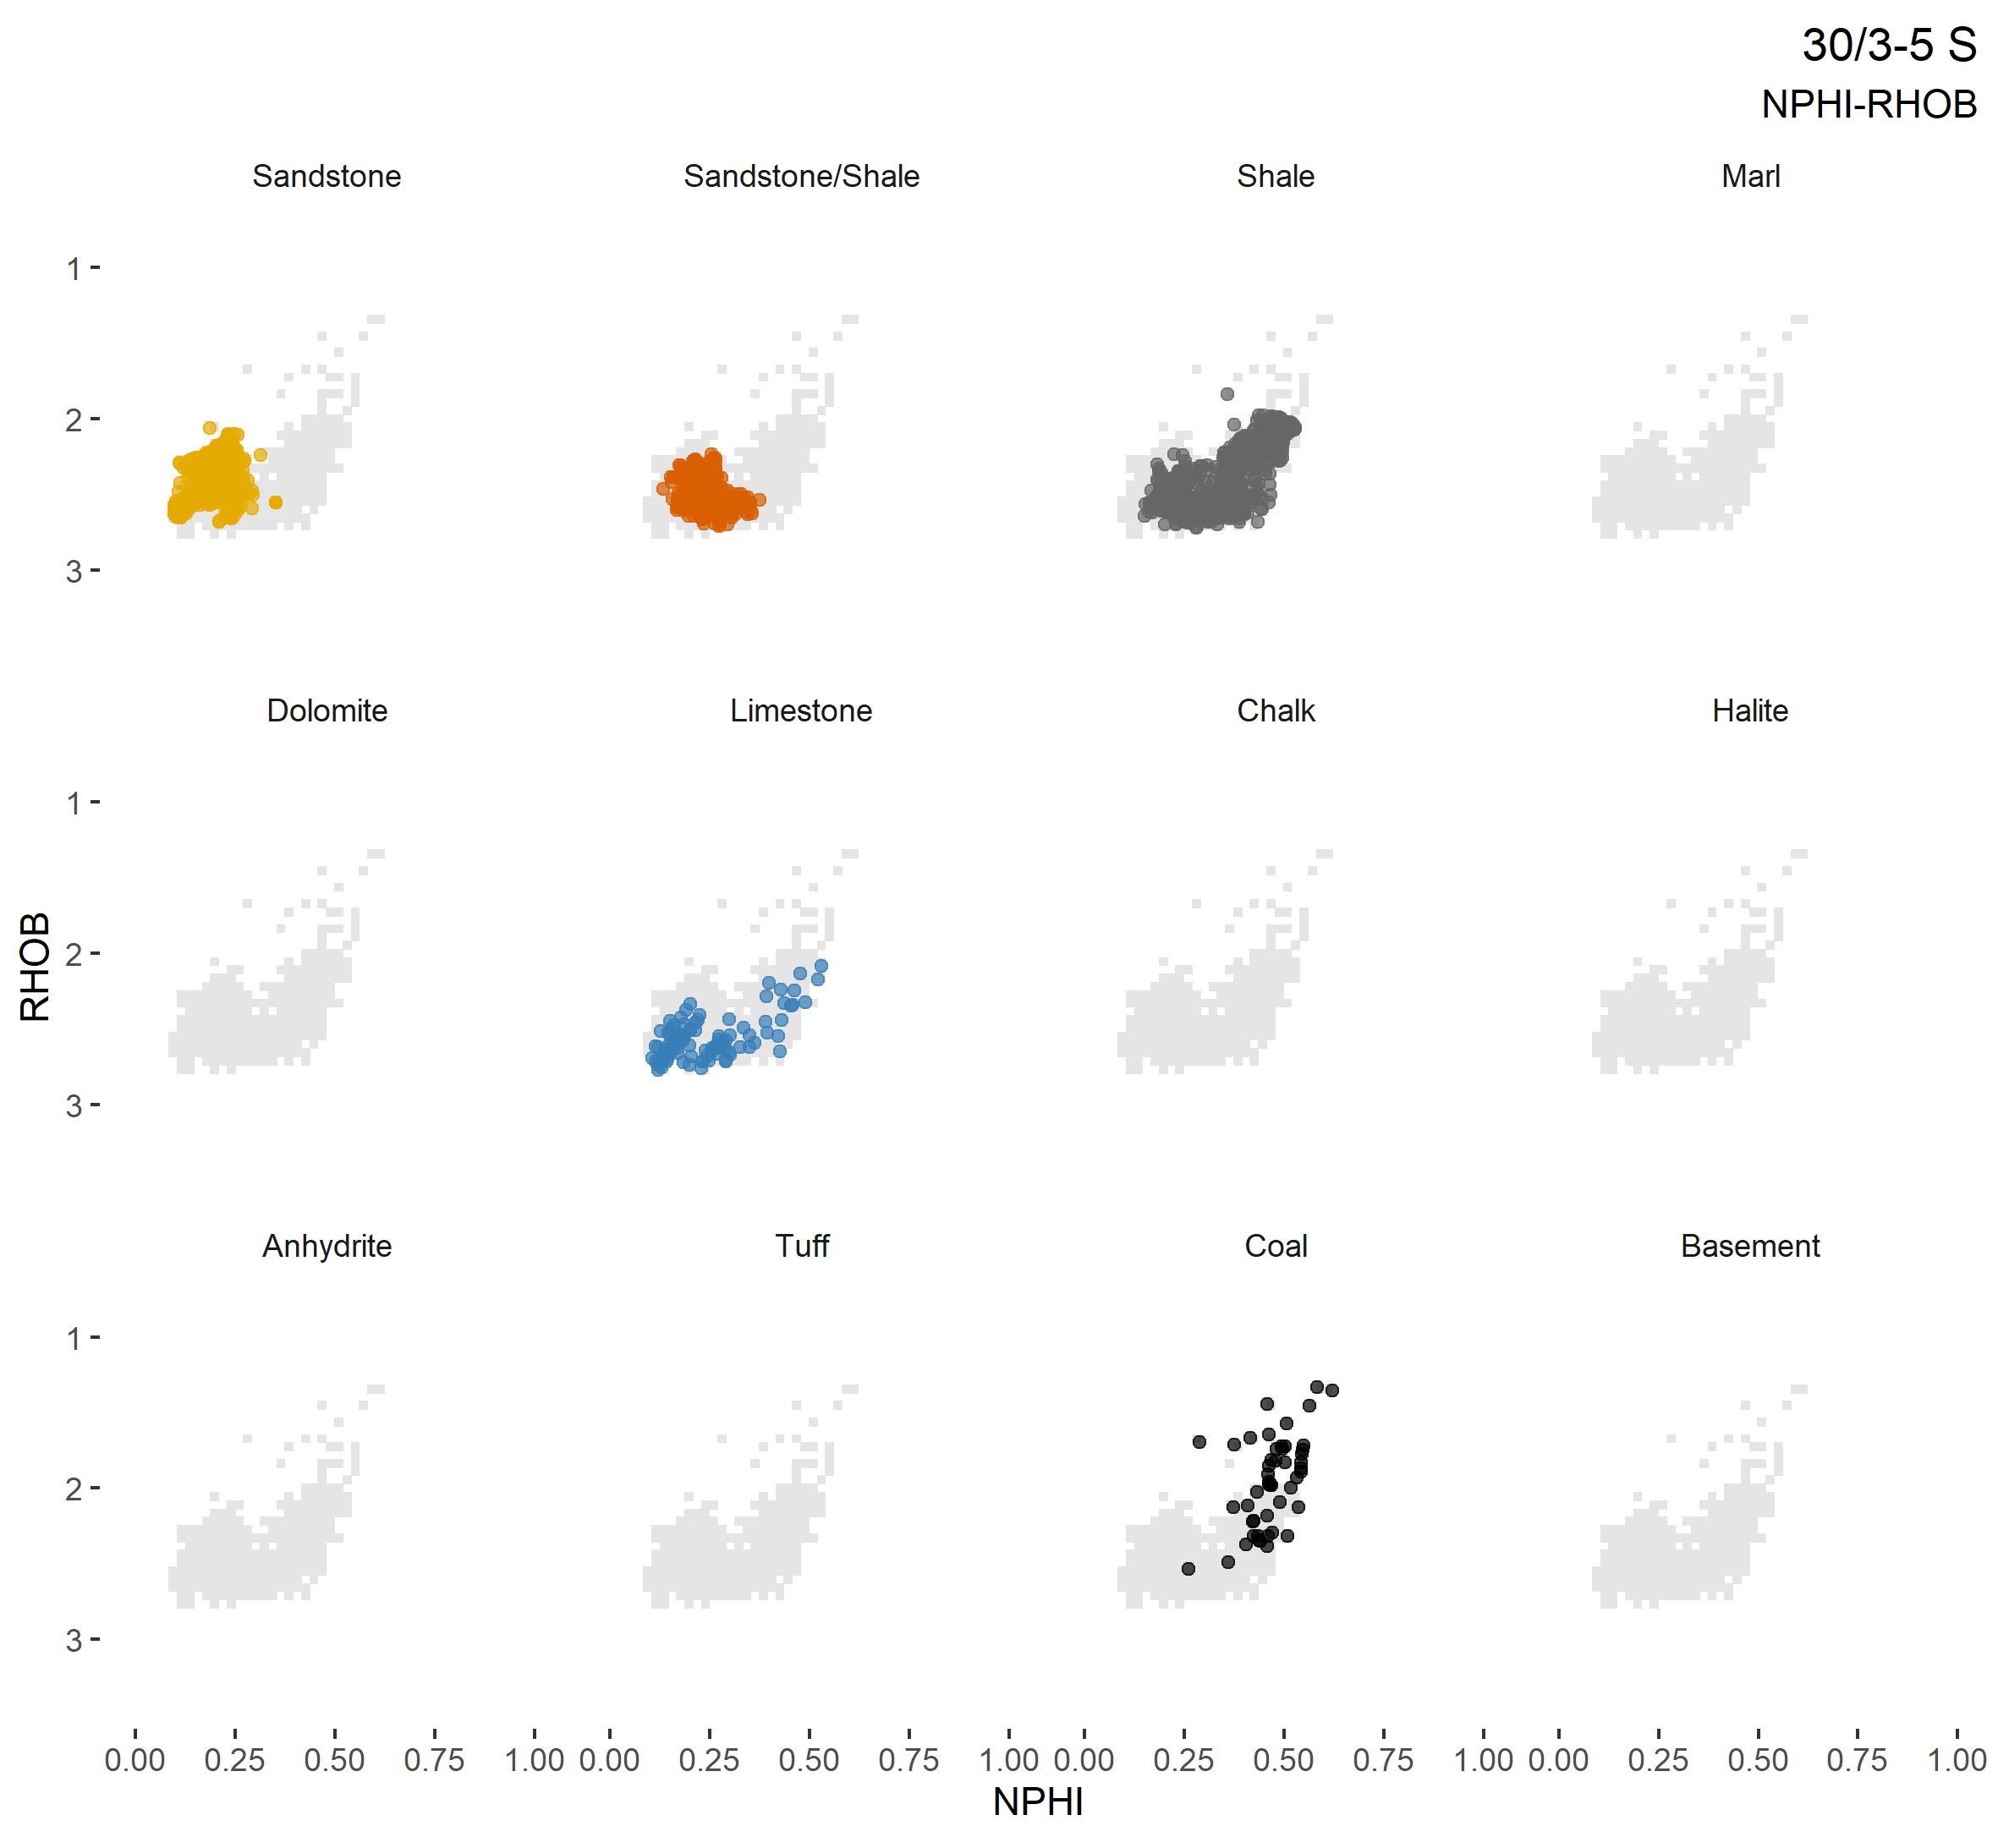 30/3-5 S
NPHI-RHOB
Sandstone Sandstone/Shale Shale Marl
1
2
3
Dolomite Limestone Chalk Halite
1
2
3
RHOB
Anhydrite Tuff Coal Basement
1
2
3
0.00 0.25 0.50 0.75 1.00 0.00 0.25 0.50 0.75 1.00 0.00 0.25 0.50 0.75 1.00 0.00 0.25 0.50 0.75 1.00
NPHI